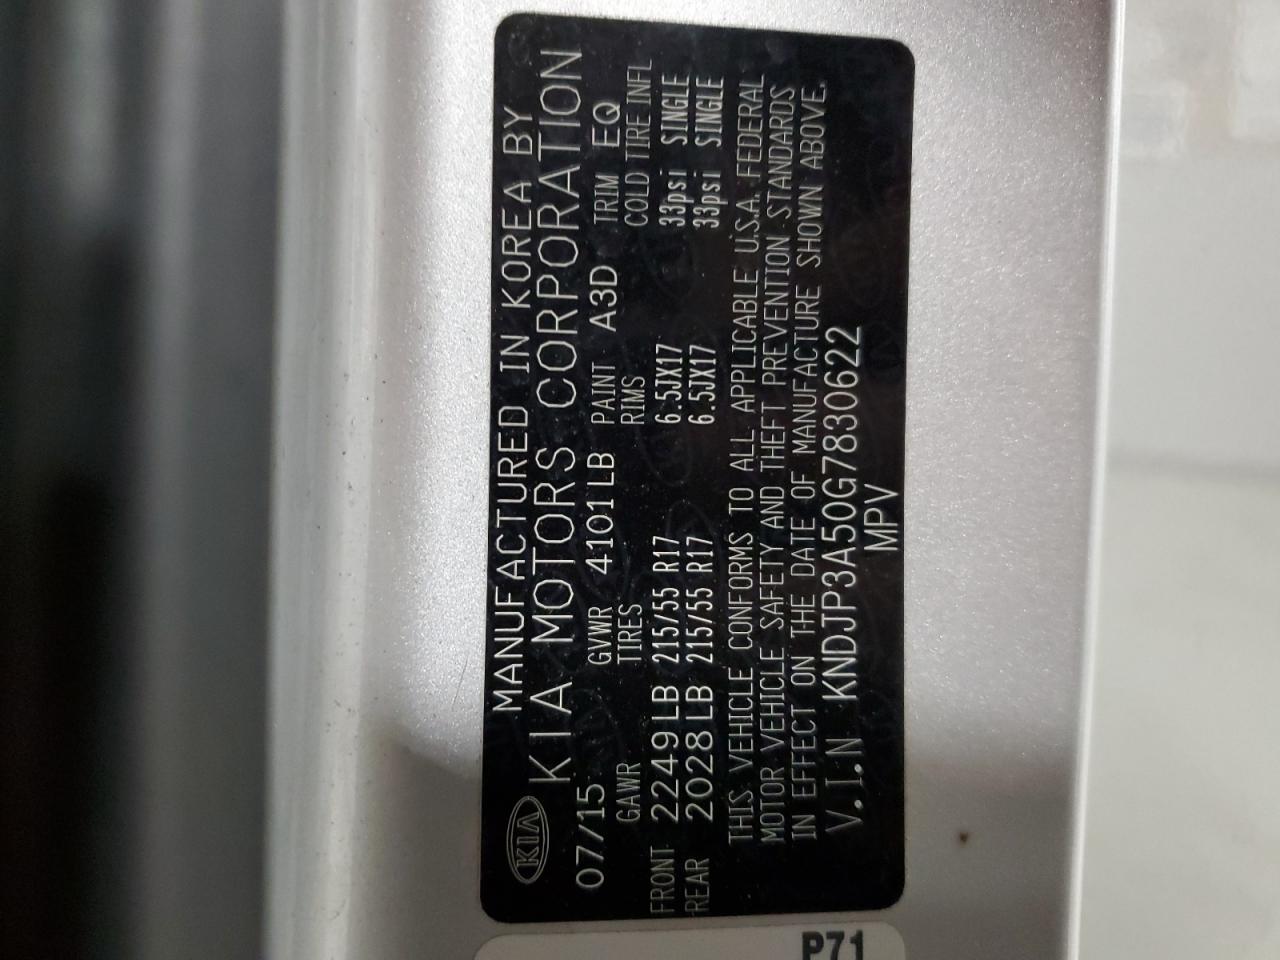 KIA
MANUFACTURED IN KOREA BY
KIA MOTORS CORPORATION
07/15 GVWR 4101LB PAINT A3D TRIM EQ
GAWR TIRES RIMS COLD TIRE INFL
FRONT 2249LB 215/55 R17 6.5JX17 33psi SINGLE
REAR 2028LB 215/55 R17 6.5JX17 33psi SINGLE
THIS VEHICLE CONFORMS TO ALL APPLICABLE U.S.A. FEDERAL
MOTOR VEHICLE SAFETY AND THEFT PREVENTION STANDARDS
IN EFFECT ON THE DATE OF MANUFACTURE SHOWN ABOVE.
V.I.N KNDJP3A50G7830622
MPV
P71